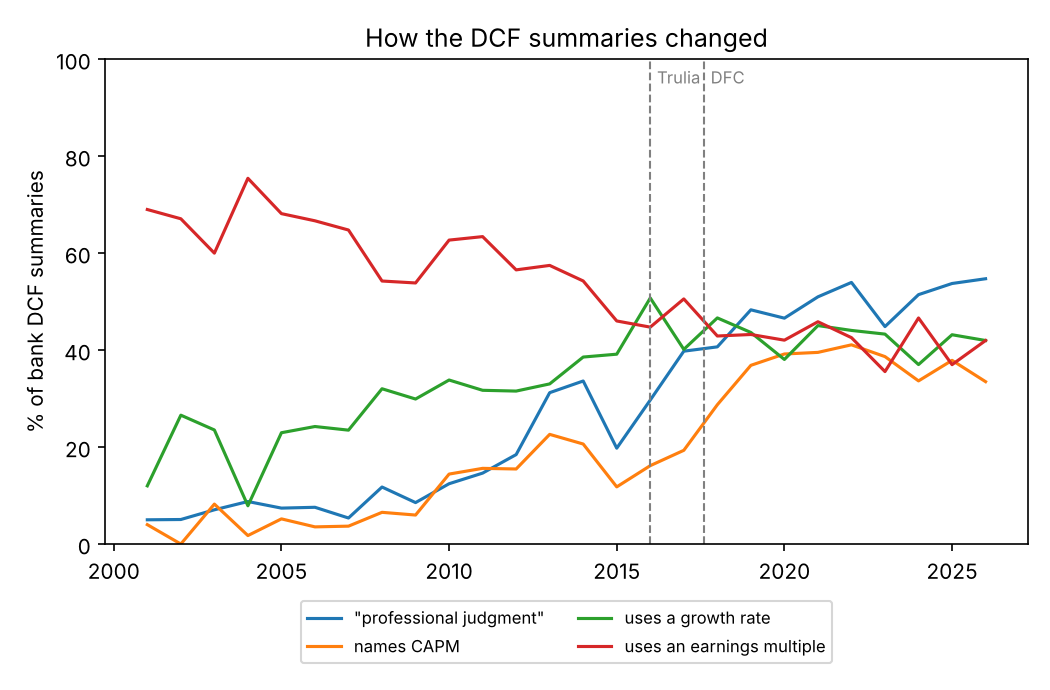 How the DCF summaries changed
100
80
60
40
20
0
% of bank DCF summaries
Trulia DFC
2000 2005 2010 2015 2020 2025
"professional judgment" uses a growth rate
names CAPM uses an earnings multiple